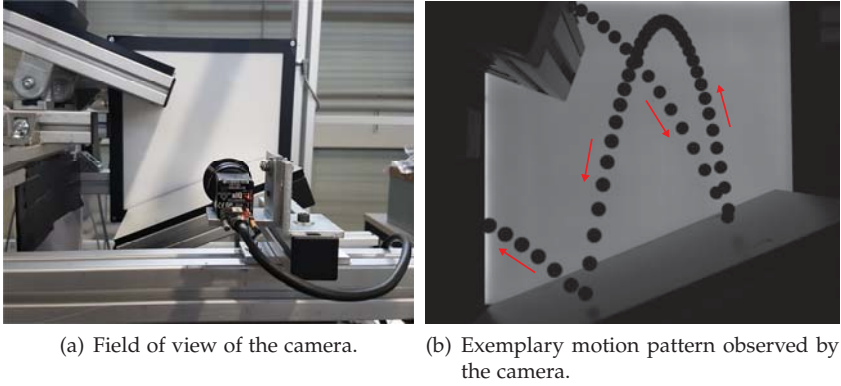 (a) Field of view of the camera.
(b) Exemplary motion pattern observed by
the camera.